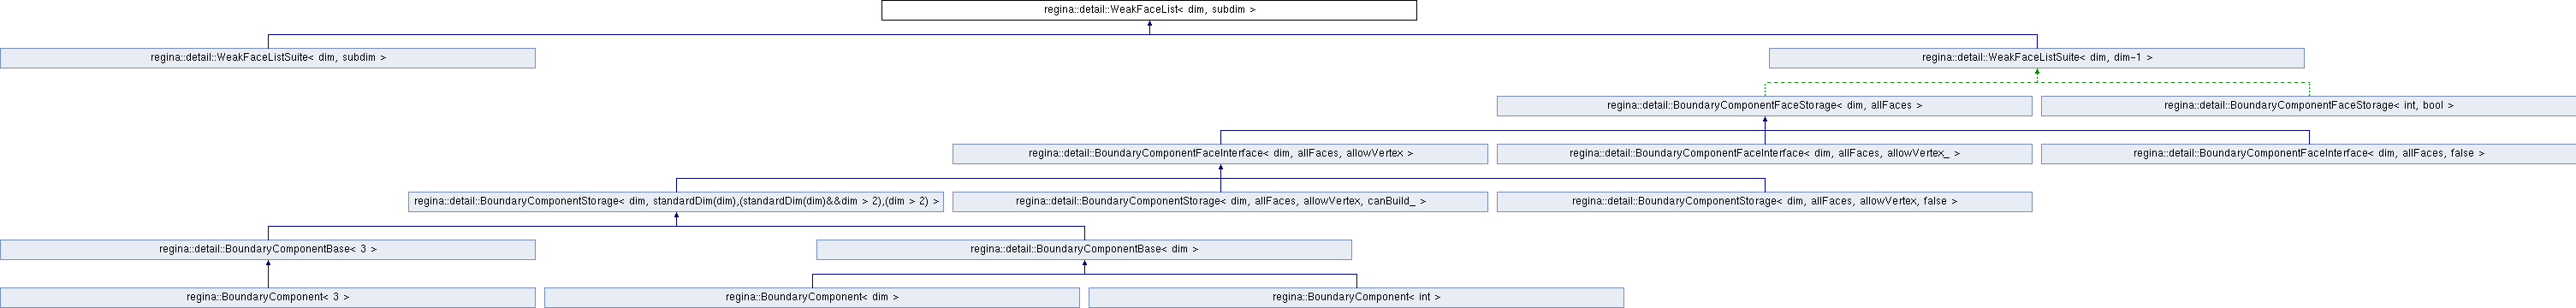 regina::detail::WeakFaceList< dim, subdim >
regina::detail::WeakFaceListSuite< dim, subdim >
regina::detail::WeakFaceListSuite< dim, dim-1 >
regina::detail::BoundaryComponentFaceStorage< dim, allFaces >
regina::detail::BoundaryComponentFaceStorage< int, bool >
regina::detail::BoundaryComponentFaceInterface< dim, allFaces, allowVertex >
regina::detail::BoundaryComponentFaceInterface< dim, allFaces, allowVertex_ >
regina::detail::BoundaryComponentFaceInterface< dim, allFaces, false >
regina::detail::BoundaryComponentStorage< dim, standardDim(dim),(standardDim(dim)&&dim > 2),(dim > 2) >
regina::detail::BoundaryComponentStorage< dim, allFaces, allowVertex, canBuild_ >
regina::detail::BoundaryComponentStorage< dim, allFaces, allowVertex, false >
regina::detail::BoundaryComponentBase< 3 >
regina::detail::BoundaryComponentBase< dim >
regina::BoundaryComponent< 3 >
regina::BoundaryComponent< dim >
regina::BoundaryComponent< int >